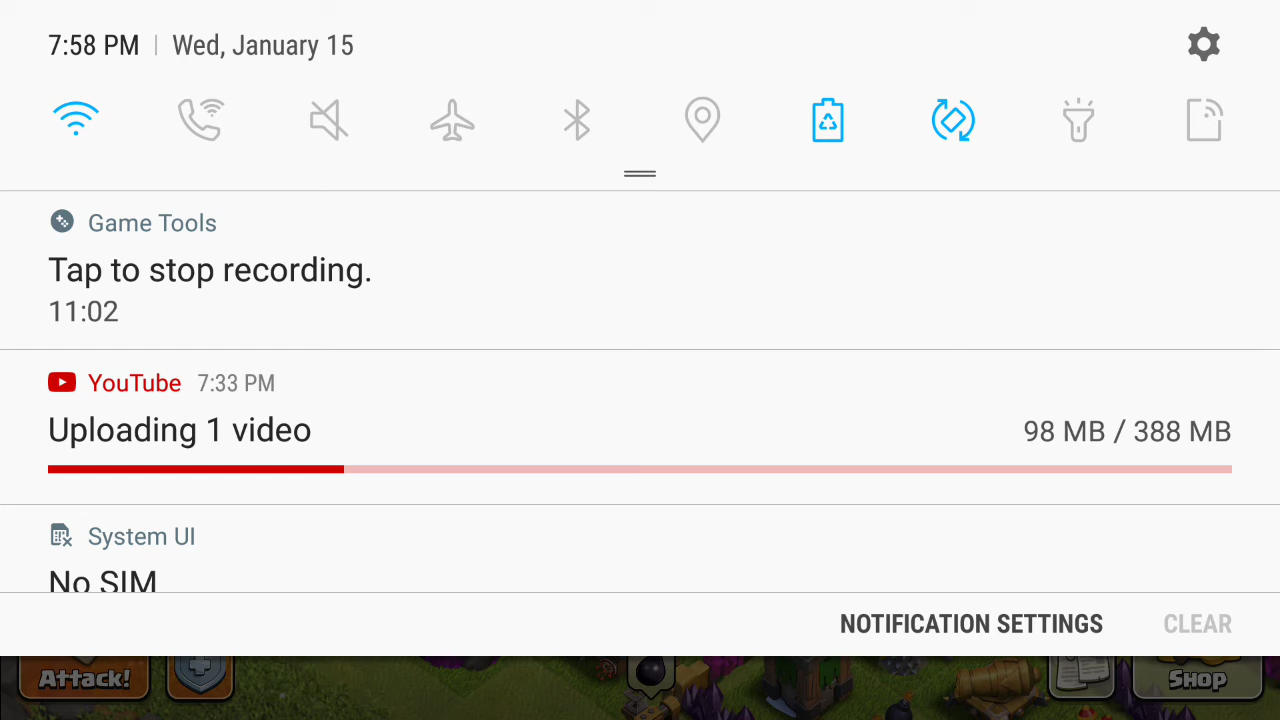 7:58 PM | Wed, January 15
Game Tools
Tap to stop recording.
11:02
YouTube 7:33 PM
Uploading 1 video 98 MB / 388 MB
System UI
No SIM
NOTIFICATION SETTINGS CLEAR
Attack! Shop